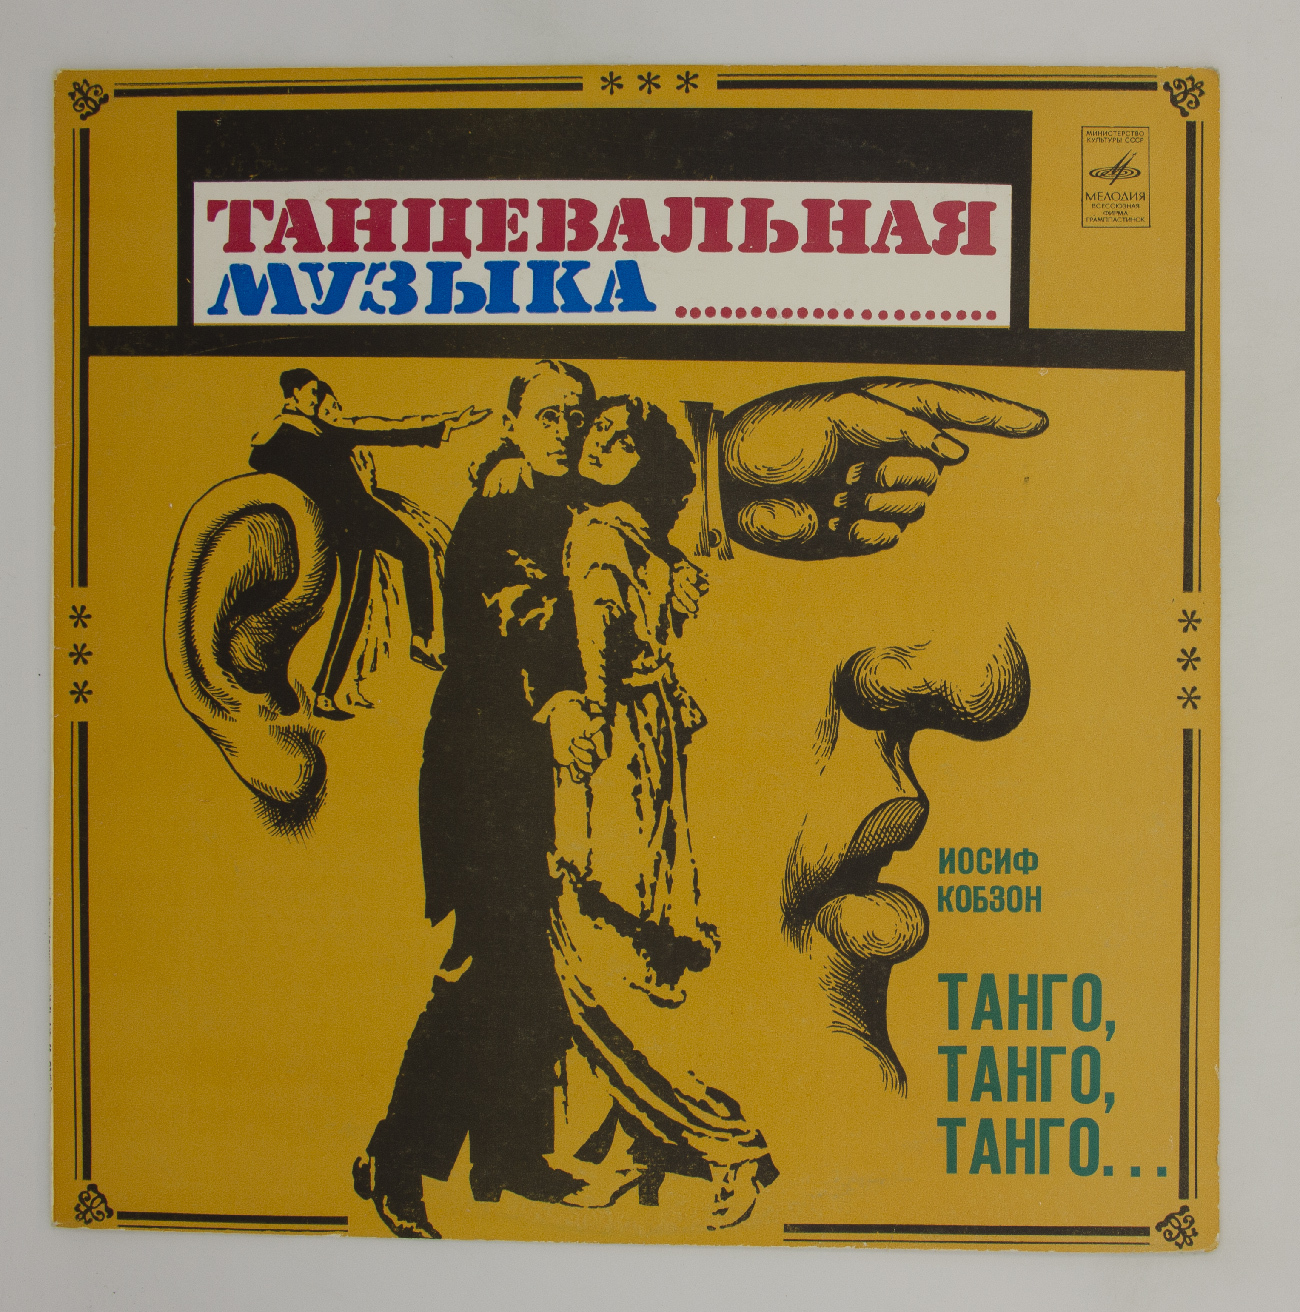 * * *
МИНИСТЕРСТВО
КУЛЬТУРЫ СССР
МЕЛОДИЯ
ВСЕСОЮЗНАЯ
ФИРМА
ГРАМПЛАСТИНОК
ТАНЦЕВАЛЬНАЯ
МУЗЫКА ....................
ИОСИФ
КОБЗОН
ТАНГО,
ТАНГО,
ТАНГО...